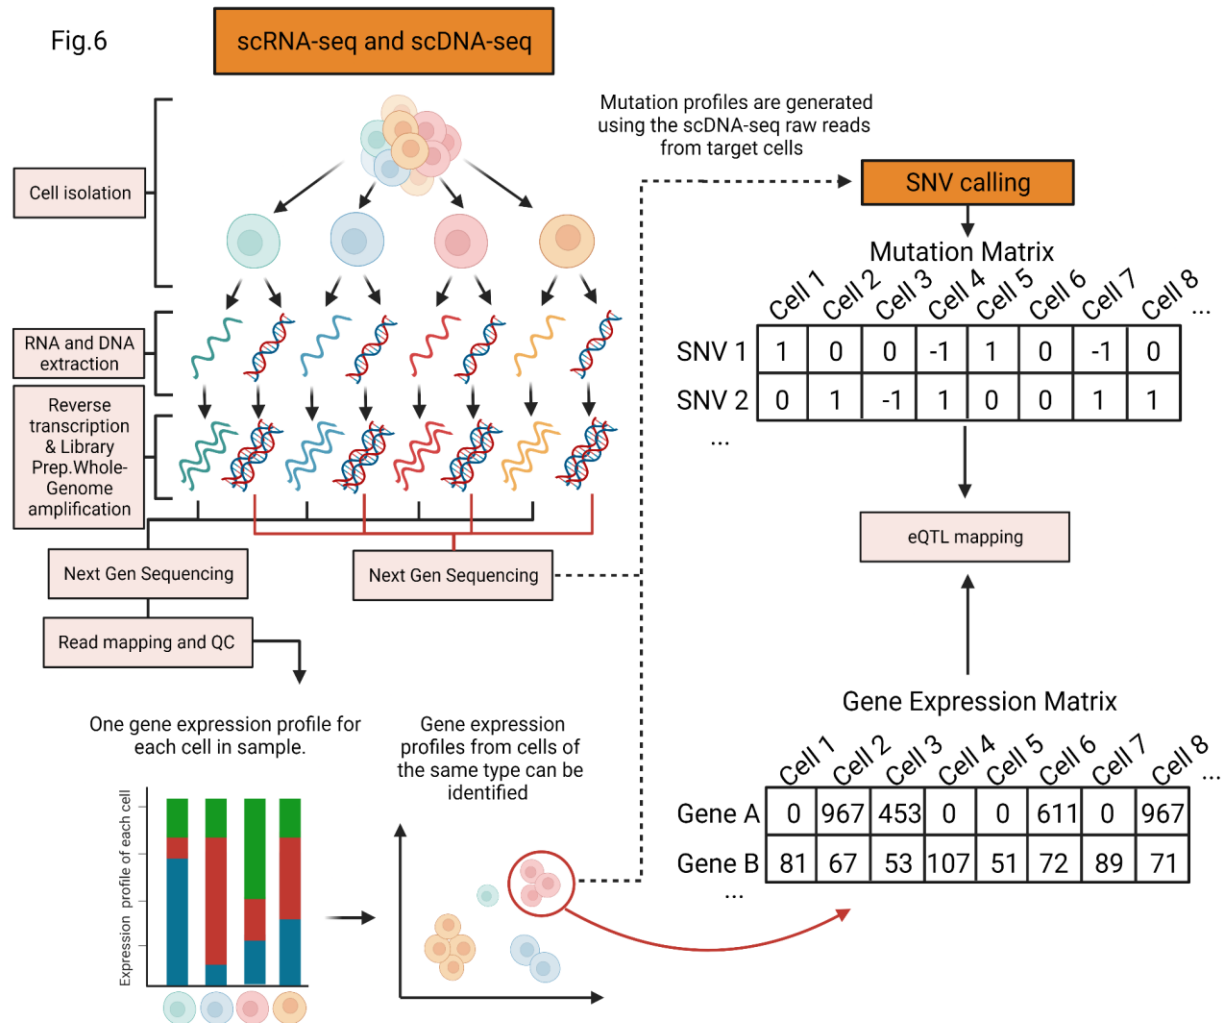 Fig.6
scRNA-seq and scDNA-seq
Cell isolation
RNA and DNA
extraction
Reverse
transcription
& Library
Prep.Whole-
Genome
amplification
Next Gen Sequencing
Next Gen Sequencing
Read mapping and QC
One gene expression profile for
each cell in sample.
Expression profile of each cell
Gene expression
profiles from cells of
the same type can be
identified
Mutation profiles are generated
using the scDNA-seq raw reads
from target cells
SNV calling
Mutation Matrix
Cell 1 Cell 2 Cell 3 Cell 4 Cell 5 Cell 6 Cell 7 Cell 8 ...
SNV 1 1 0 0 -1 1 0 -1 0
SNV 2 0 1 -1 1 0 0 1 1
...
eQTL mapping
Gene Expression Matrix
Cell 1 Cell 2 Cell 3 Cell 4 Cell 5 Cell 6 Cell 7 Cell 8 ...
Gene A 0 967 453 0 0 611 0 967
Gene B 81 67 53 107 51 72 89 71
...